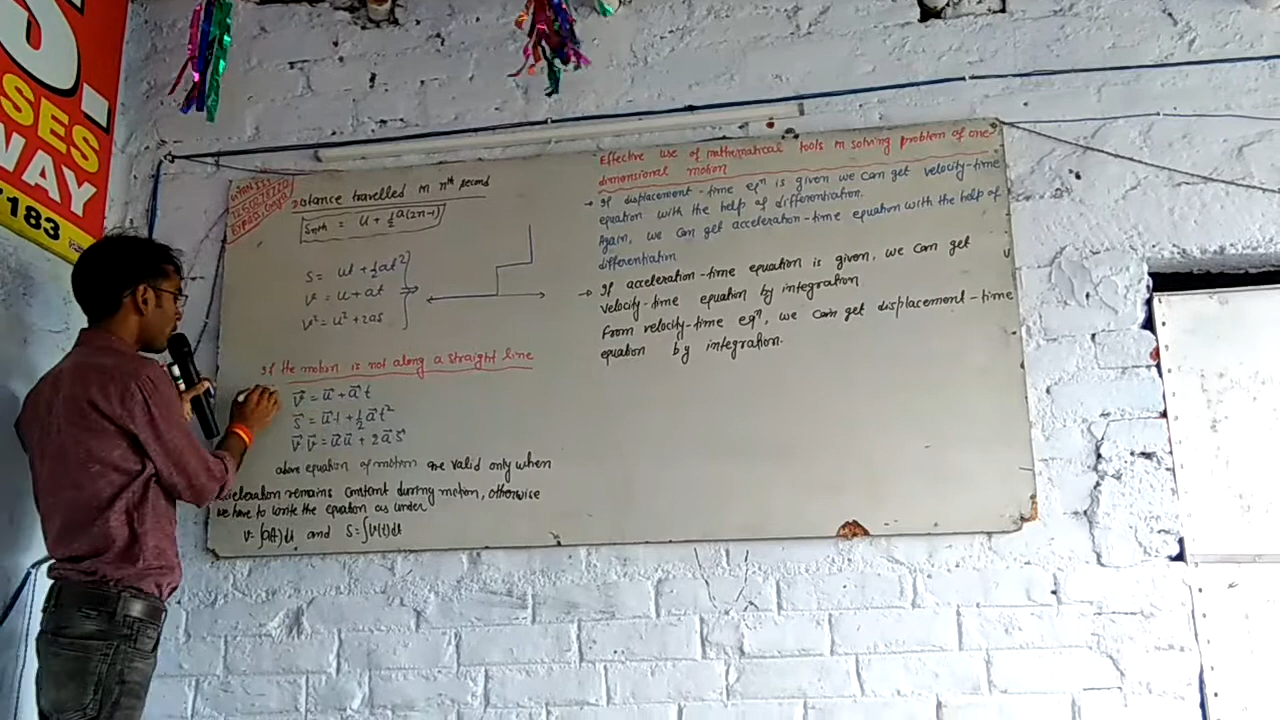 S.
SES
WAY
7183
Distance travelled in nth second
Snth = u + ½a(2n-1)
S = ut + ½at²
v = u + at
v² = u² + 2as
If the motion is not along a straight line
v⃗ = u⃗ + a⃗ t
s⃗ = u⃗t + ½ a⃗ t²
v⃗.v⃗ = u⃗.u⃗ + 2a⃗.s⃗
above equation of motion are valid only when
acceleration remains constant during motion, otherwise
we have to write the equation as under
v = ∫a(t)dt and S = ∫v(t)dt
Effective use of mathematical tools in solving problem of one-
dimensional motion
→ If displacement-time eqn is given we can get velocity-time
equation with the help of differentiation.
Again, we can get acceleration-time equation with the help of
differentiation
→ If acceleration-time equation is given, we can get
velocity-time equation by integration
From velocity-time eqn, we can get displacement-time
equation by integration.